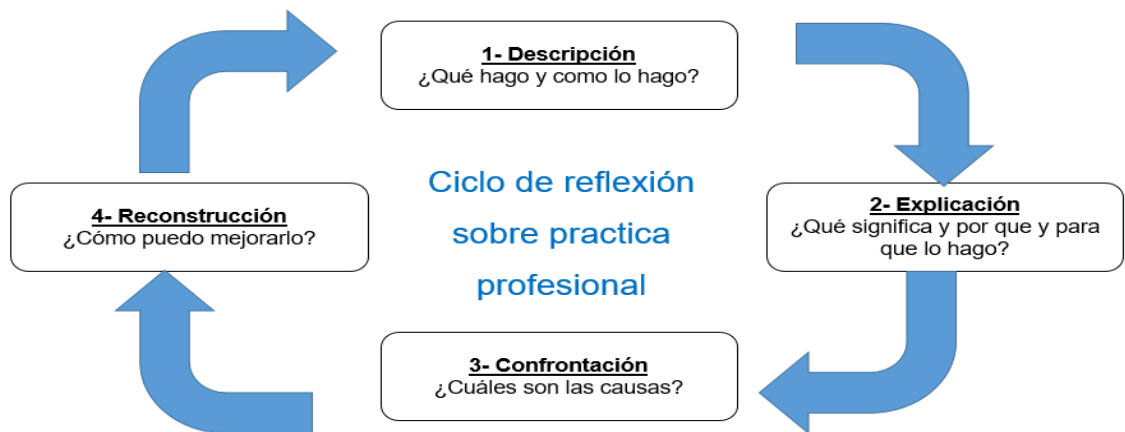 1- Descripción
¿Qué hago y como lo hago?
2- Explicación
¿Qué significa y por que y para
que lo hago?
3- Confrontación
¿Cuáles son las causas?
4- Reconstrucción
¿Cómo puedo mejorarlo?
Ciclo de reflexión
sobre practica
profesional